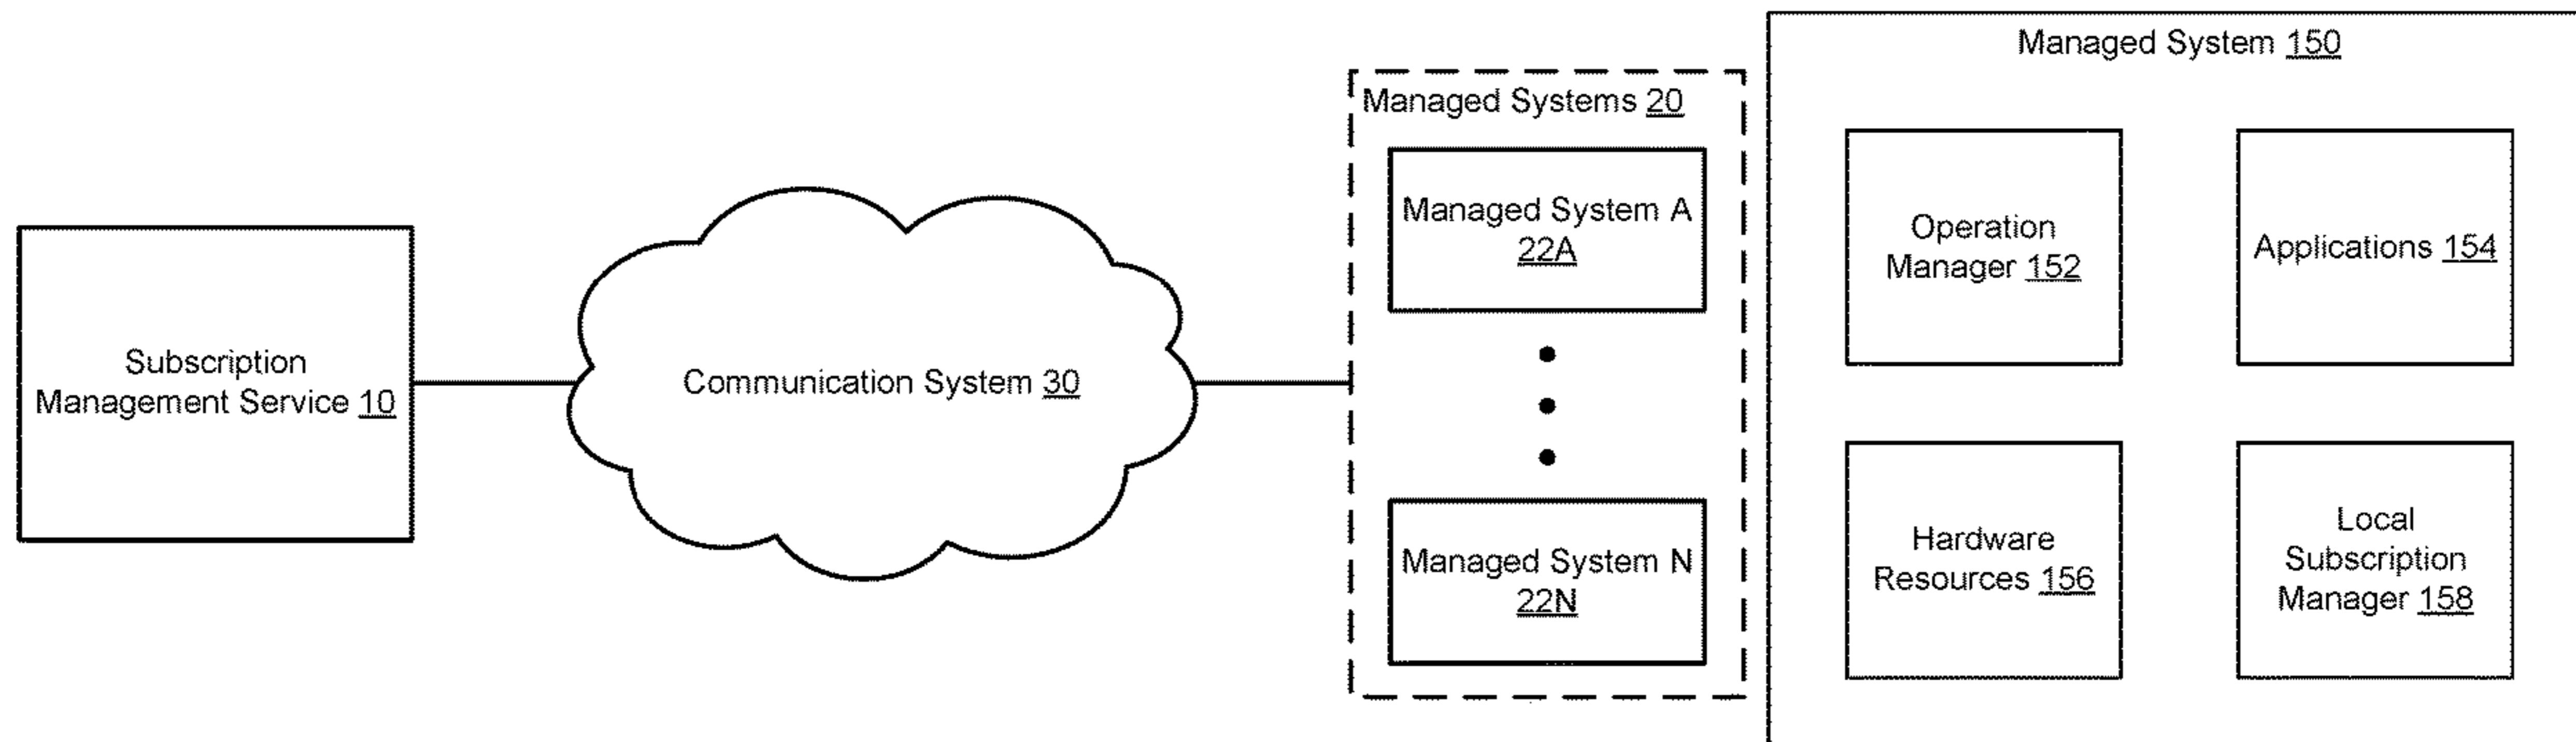 Subscription
Management Service 10
Communication System 30
Managed Systems 20
Managed System A
22A
Managed System N
22N
Managed System 150
Operation
Manager 152
Applications 154
Hardware
Resources 156
Local
Subscription
Manager 158